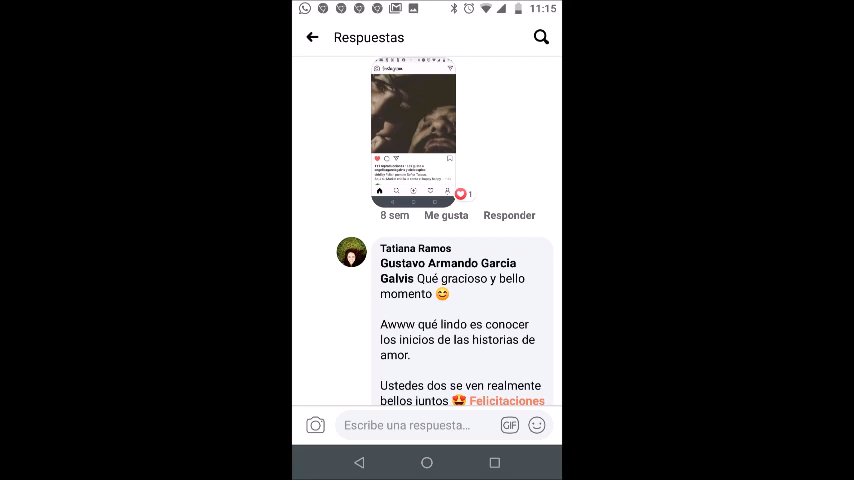 11:15
Respuestas
1
8 sem Me gusta Responder
Tatiana Ramos
Gustavo Armando Garcia
Galvis Qué gracioso y bello
momento 😊
Awww qué lindo es conocer
los inicios de las historias de
amor.
Ustedes dos se ven realmente
bellos juntos 😍 Felicitaciones
Escribe una respuesta... GIF